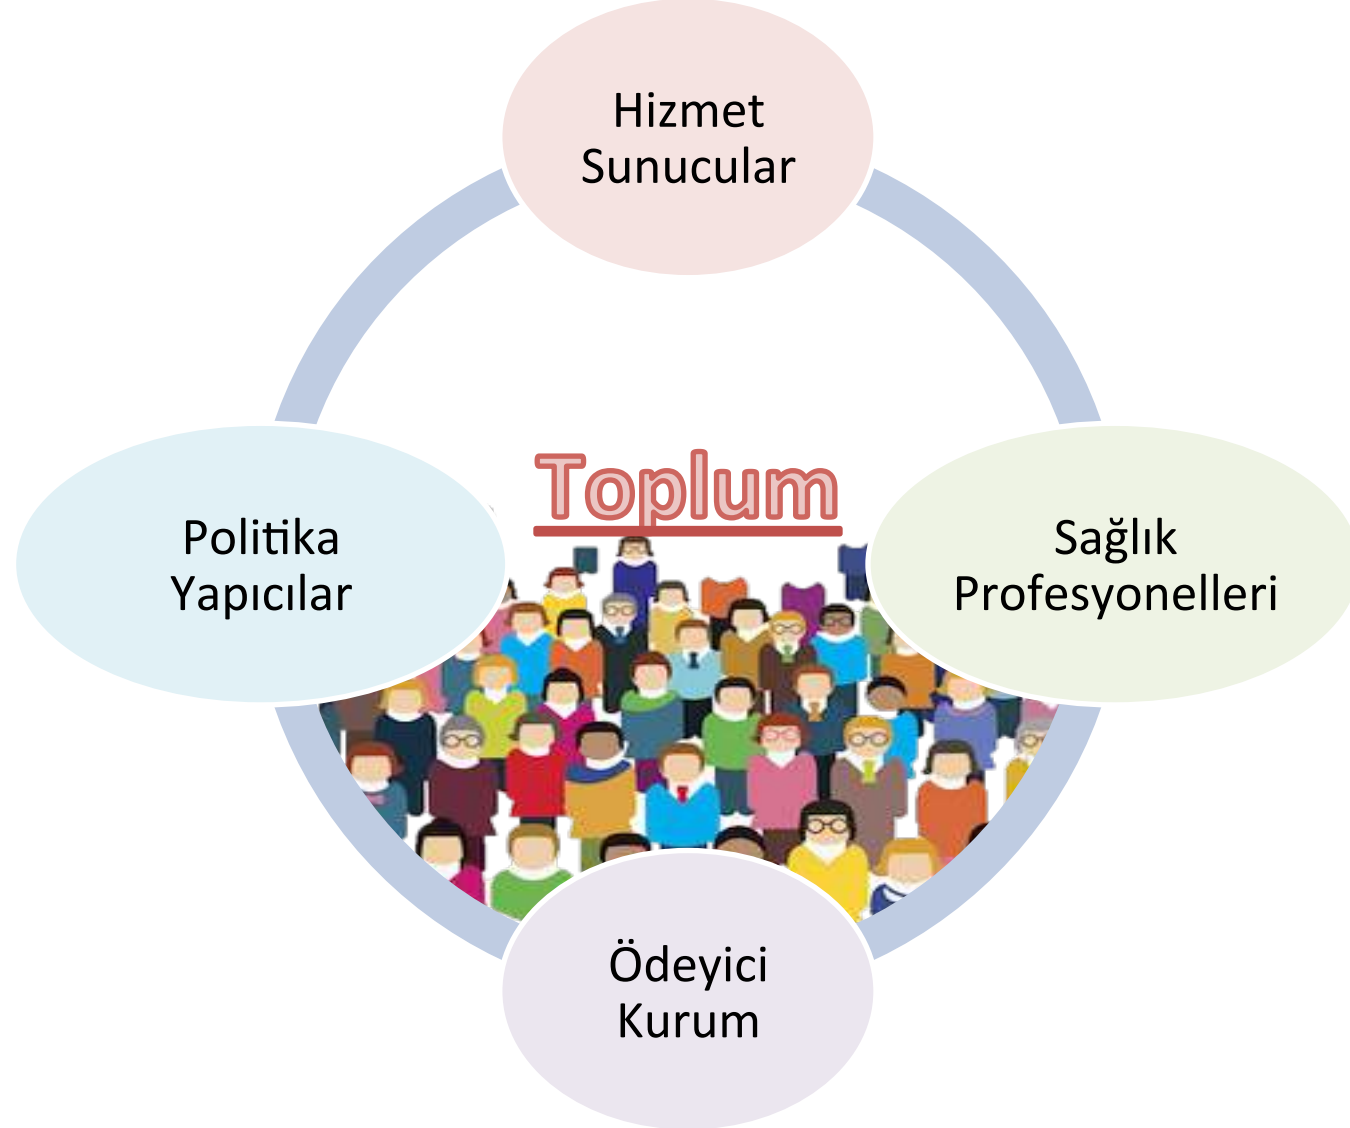 Hizmet
Sunucular
Toplum
Politika
Yapıcılar
Sağlık
Profesyonelleri
Ödeyici
Kurum